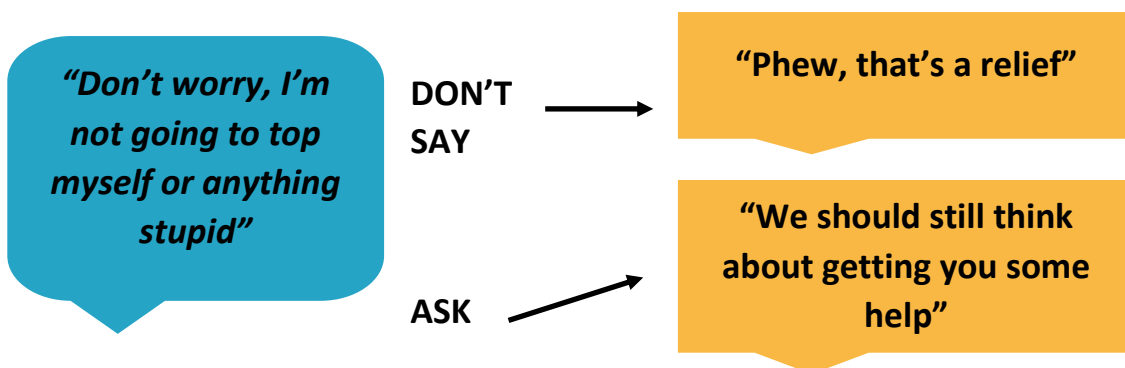 “Don’t worry, I’m
not going to top
myself or anything
stupid”
DON’T
SAY
“Phew, that’s a relief”
ASK
“We should still think
about getting you some
help”